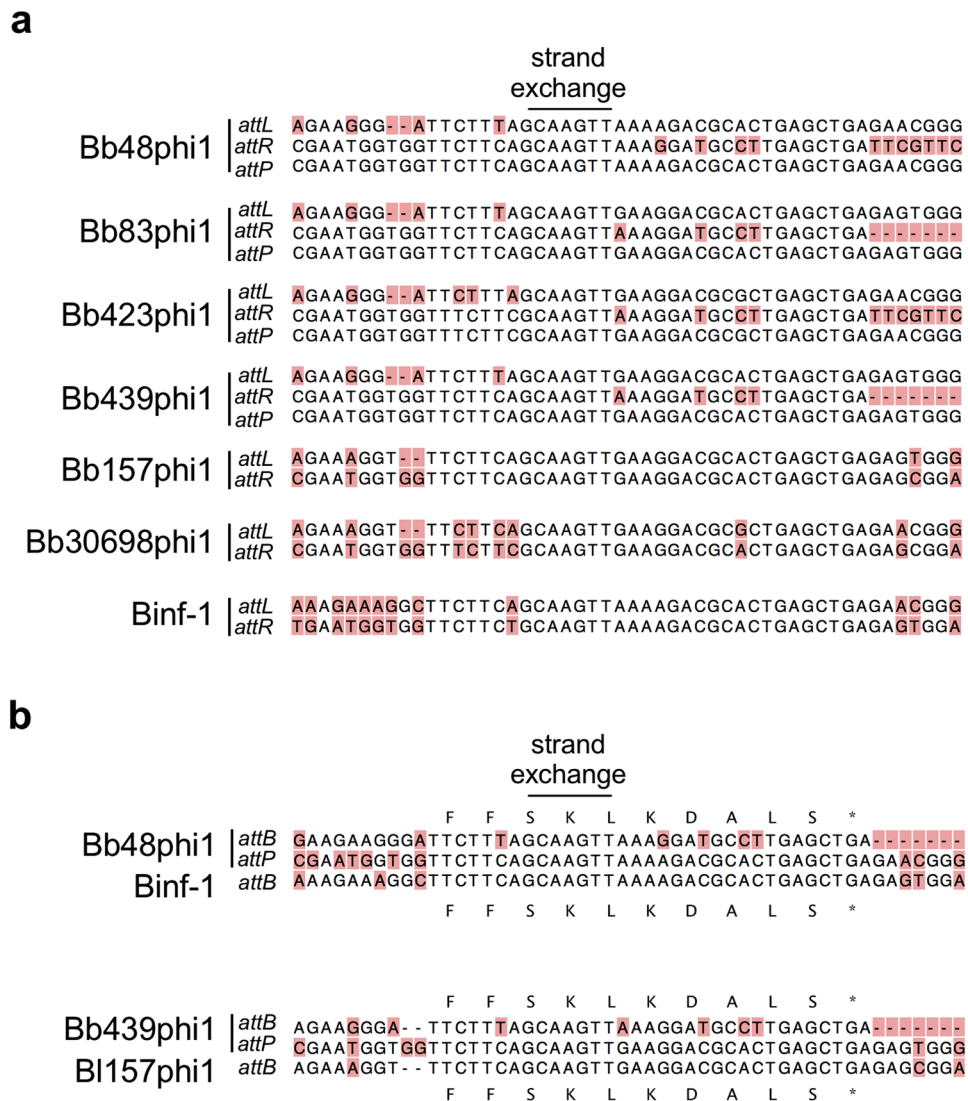 a
strand
exchange
Bb48phi1
attL AGAAGGG--ATTCTTTAGCAAGTTAAAAGACGCACTGAGCTGAGAACGGG
attR CGAATGGTGGTTCTTCAGCAAGTTAAAGGATGCCTTGAGCTGATTCGTTC
attP CGAATGGTGGTTCTTCAGCAAGTTAAAAGACGCACTGAGCTGAGAACGGG
Bb83phi1
attL AGAAGGG--ATTCTTTAGCAAGTTGAAGGACGCACTGAGCTGAGAGTGGG
attR CGAATGGTGGTTCTTCAGCAAGTTAAAGGATGCCTTGAGCTGA-------
attP CGAATGGTGGTTCTTCAGCAAGTTGAAGGACGCACTGAGCTGAGAGTGGG
Bb423phi1
attL AGAAGGG--ATTCTTTAGCAAGTTGAAGGACGCGCTGAGCTGAGAACGGG
attR CGAATGGTGGTTTCTTCGCAAGTTAAAGGATGCCTTGAGCTGATTCGTTC
attP CGAATGGTGGTTTCTTCGCAAGTTGAAGGACGCGCTGAGCTGAGAACGGG
Bb439phi1
attL AGAAGGG--ATTCTTTAGCAAGTTGAAGGACGCACTGAGCTGAGAGTGGG
attR CGAATGGTGGTTCTTCAGCAAGTTAAAGGATGCCTTGAGCTGA-------
attP CGAATGGTGGTTCTTCAGCAAGTTGAAGGACGCACTGAGCTGAGAGTGGG
Bb157phi1
attL AGAAAGGT--TTCTTCAGCAAGTTGAAGGACGCACTGAGCTGAGAGTGGG
attR CGAATGGTGGTTCTTCAGCAAGTTGAAGGACGCACTGAGCTGAGAGCGGA
Bb30698phi1
attL AGAAAGGT--TTCTTCAGCAAGTTGAAGGACGCGCTGAGCTGAGAACGGG
attR CGAATGGTGGTTTCTTCGCAAGTTGAAGGACGCACTGAGCTGAGAGCGGA
Binf-1
attL AAAGAAAGGCTTCTTCAGCAAGTTAAAAGACGCACTGAGCTGAGAACGGG
attR TGAATGGTGGTTCTTCTGCAAGTTAAAAGACGCACTGAGCTGAGAGTGGA
b
strand
exchange
F F S K L K D A L S *
Bb48phi1
attB GAAGAAGGGATTCTTTAGCAAGTTAAAGGATGCCTTGAGCTGA-------
attP CGAATGGTGGTTCTTCAGCAAGTTAAAAGACGCACTGAGCTGAGAACGGG
Binf-1 attB AAAGAAAGGCTTCTTCAGCAAGTTAAAAGACGCACTGAGCTGAGAGTGGA
F F S K L K D A L S *
F F S K L K D A L S *
Bb439phi1
attB AGAAGGGA--TTCTTTAGCAAGTTAAAGGATGCCTTGAGCTGA-------
attP CGAATGGTGGTTCTTCAGCAAGTTGAAGGACGCACTGAGCTGAGAGTGGG
Bl157phi1 attB AGAAAGGT--TTCTTCAGCAAGTTGAAGGACGCACTGAGCTGAGAGCGGA
F F S K L K D A L S *